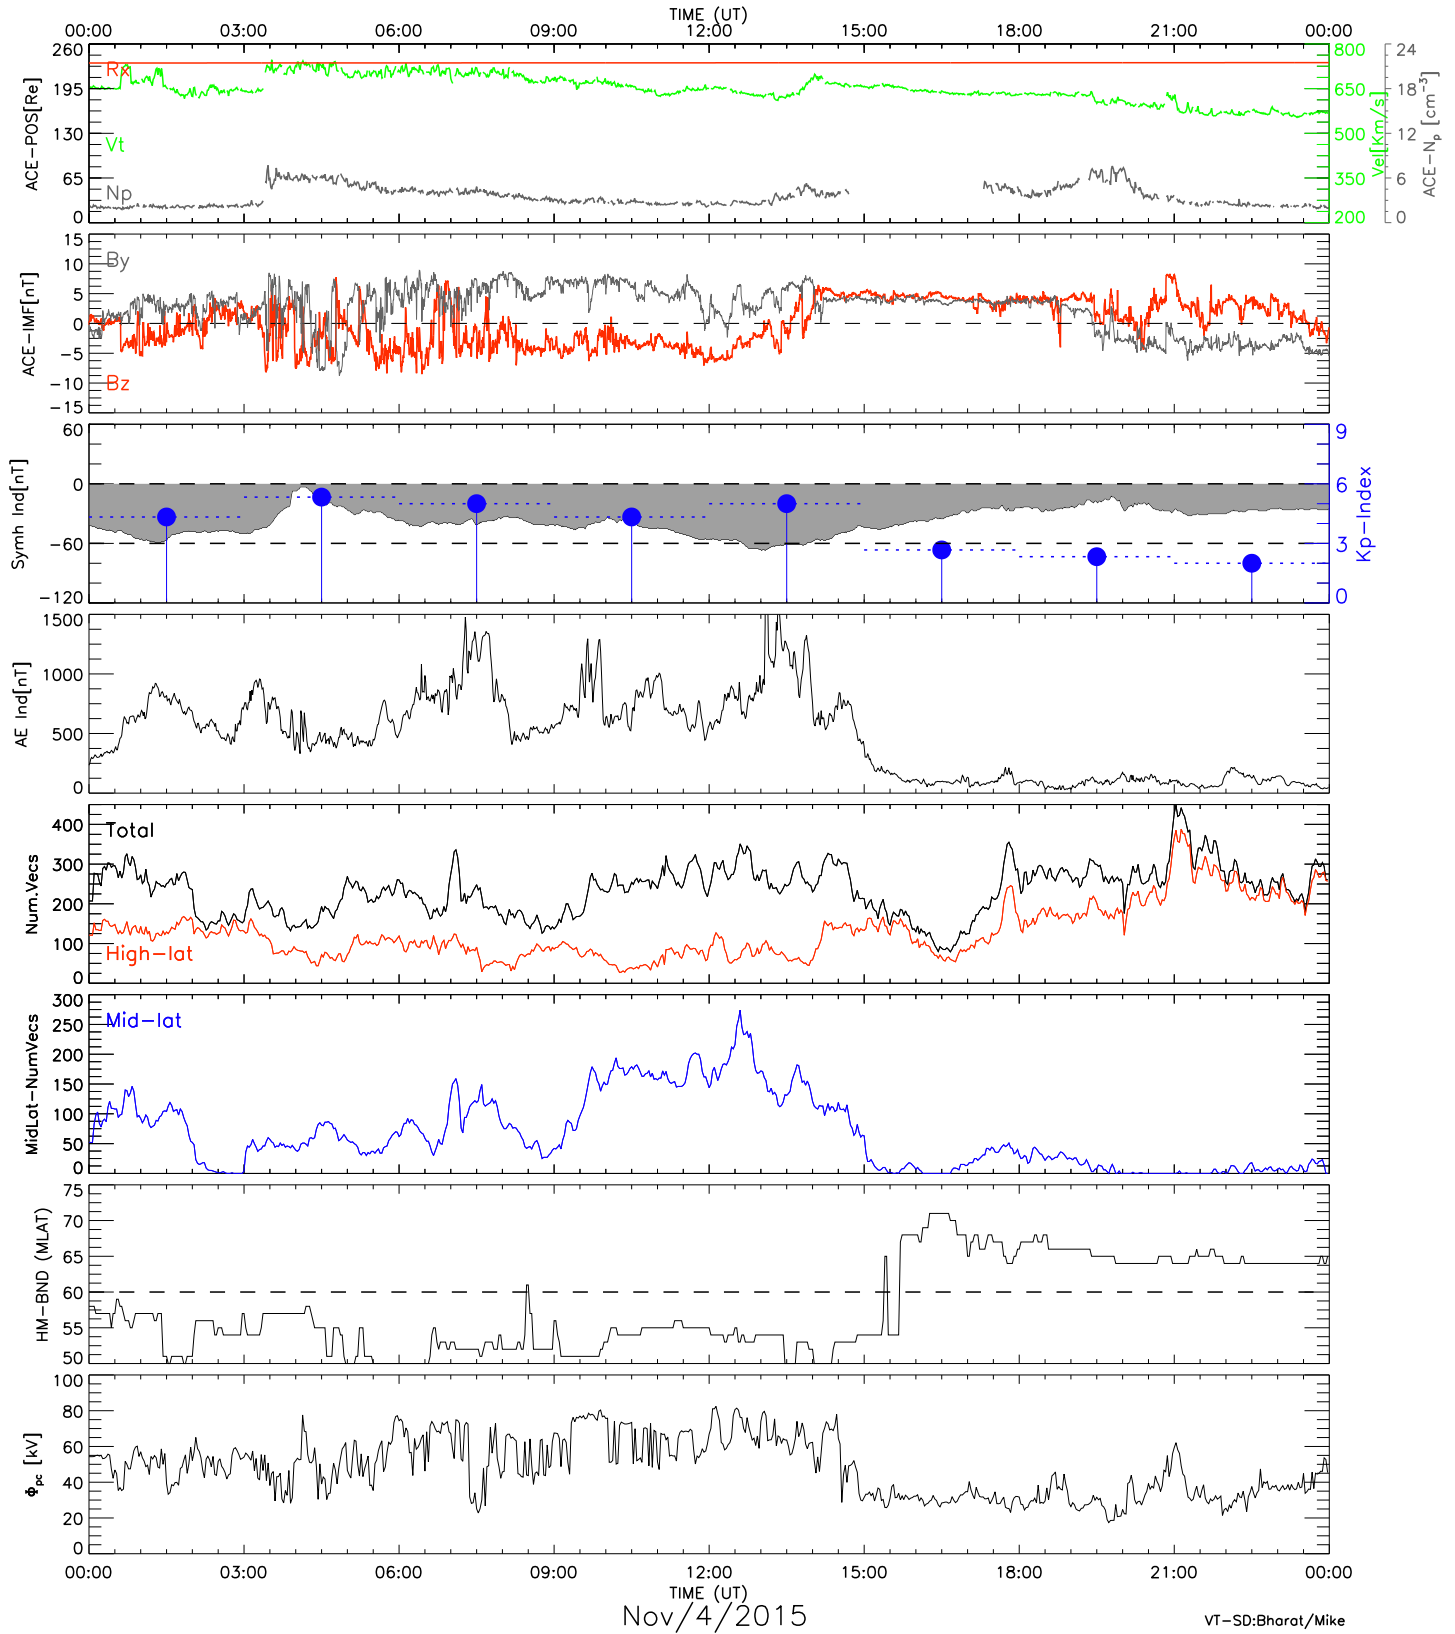 TIME (UT)
00:00 03:00 06:00 09:00 12:00 15:00 18:00 21:00 00:00
ACE-POS[Re]
260
195
130
65
0
Rx
Vt
Np
800
650
500
350
200
Vel[Km/s]
24
18
12
6
0
ACE-Np [cm-3]
ACE-IMF[nT]
15
10
5
0
-5
-10
-15
By
Bz
Symh Ind[nT]
60
0
-60
-120
9
6
3
0
Kp-Index
AE Ind[nT]
1500
1000
500
0
Num.Vecs
400
300
200
100
0
Total
High-lat
MidLat-NumVecs
300
250
200
150
100
50
0
Mid-lat
HM-BND (MLAT)
75
70
65
60
55
50
Φpc [kV]
100
80
60
40
20
0
00:00 03:00 06:00 09:00 12:00 15:00 18:00 21:00 00:00
TIME (UT)
Nov/4/2015
VT-SD:Bharat/Mike